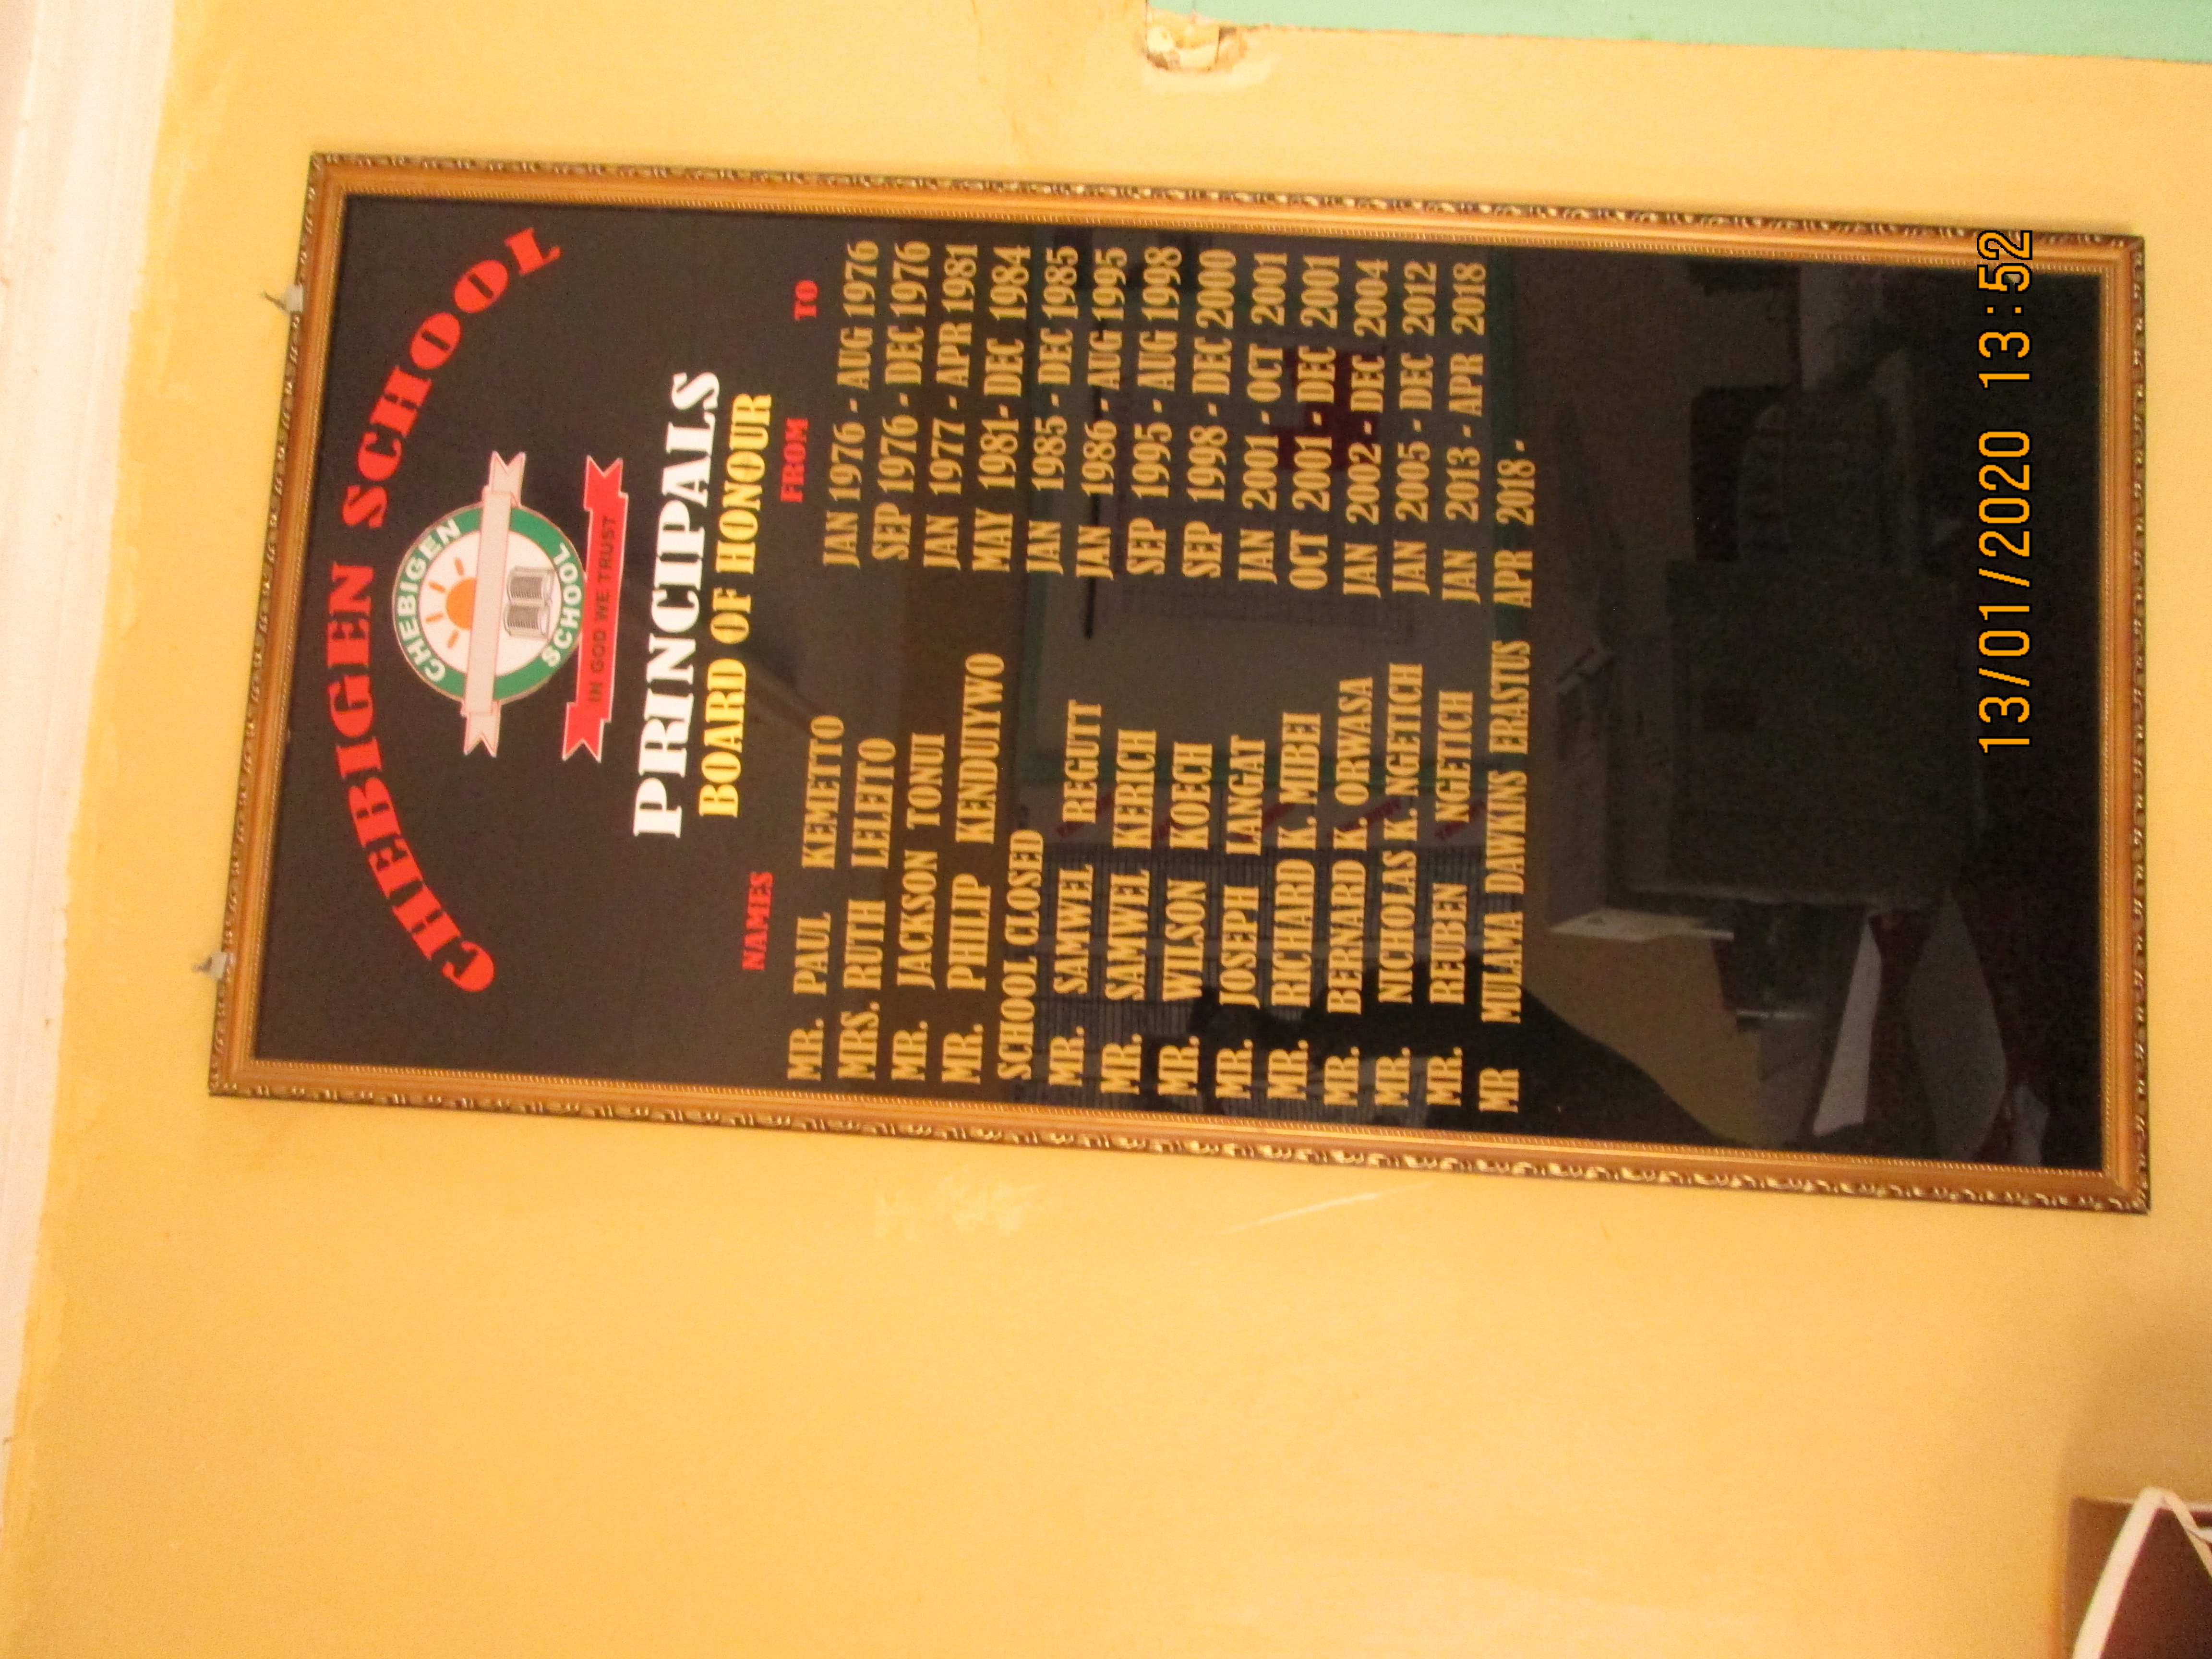 CHEBIGEN SCHOOL
CHEBIGEN
SCHOOL
IN GOD WE TRUST
PRINCIPALS
BOARD OF HONOUR
NAMES FROM TO
MR. PAUL KEMETTO JAN 1976 - AUG 1976
MRS. RUTH LELEITO SEP 1976 - DEC 1976
MR. JACKSON TONUI JAN 1977 - APR 1981
MR. PHILIP KENDUIYWO MAY 1981- DEC 1984
SCHOOL CLOSED JAN 1985 - DEC 1985
MR. SAMWEL REGUTT JAN 1986 - AUG 1995
MR. SAMWEL KERICH SEP 1995 - AUG 1998
MR. WILSON KOECH SEP 1998 - DEC 2000
MR. JOSEPH LANGAT JAN 2001 - OCT 2001
MR. RICHARD K. MIBEI OCT 2001 - DEC 2001
MR. BERNARD K. ORWASA JAN 2002 - DEC 2004
MR. NICHOLAS K. NGETICH JAN 2005 - DEC 2012
MR. REUBEN NGETICH JAN 2013 - APR 2018
MR MULAMA DAWKINS ERASTUS APR 2018 -
13/01/2020 13:52